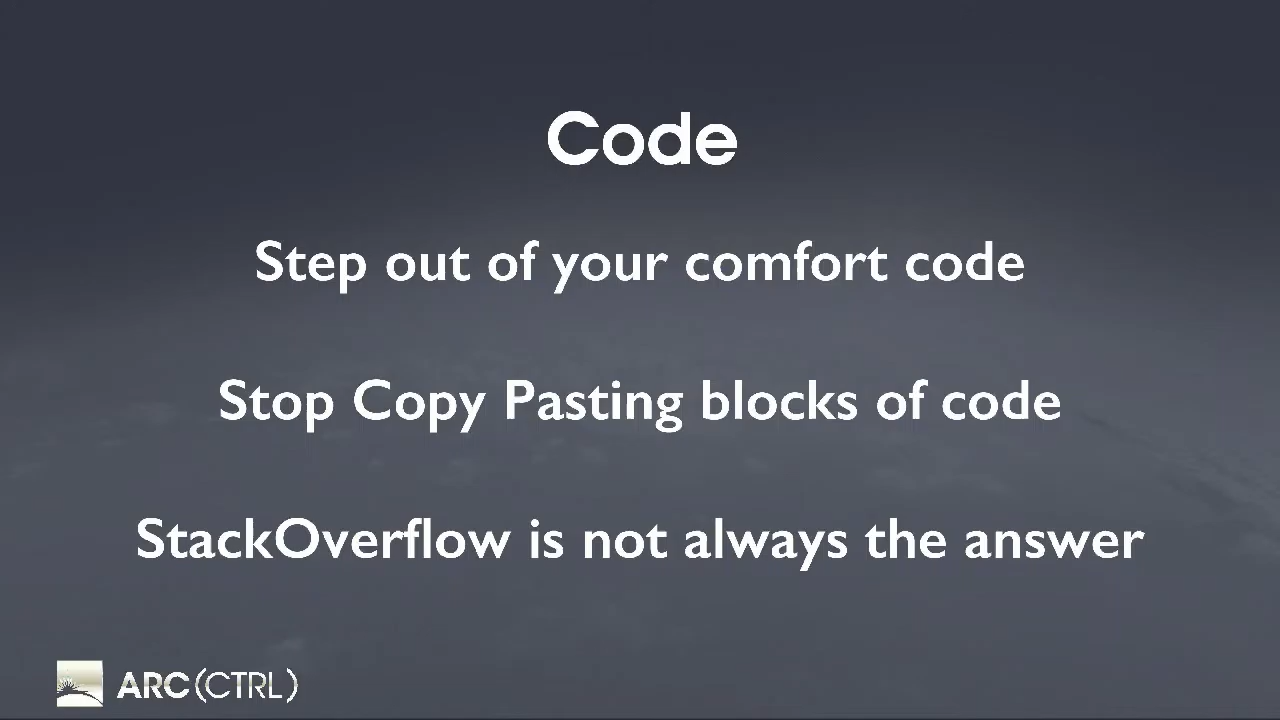 Code
Step out of your comfort code
Stop Copy Pasting blocks of code
StackOverflow is not always the answer
ARC(CTRL)